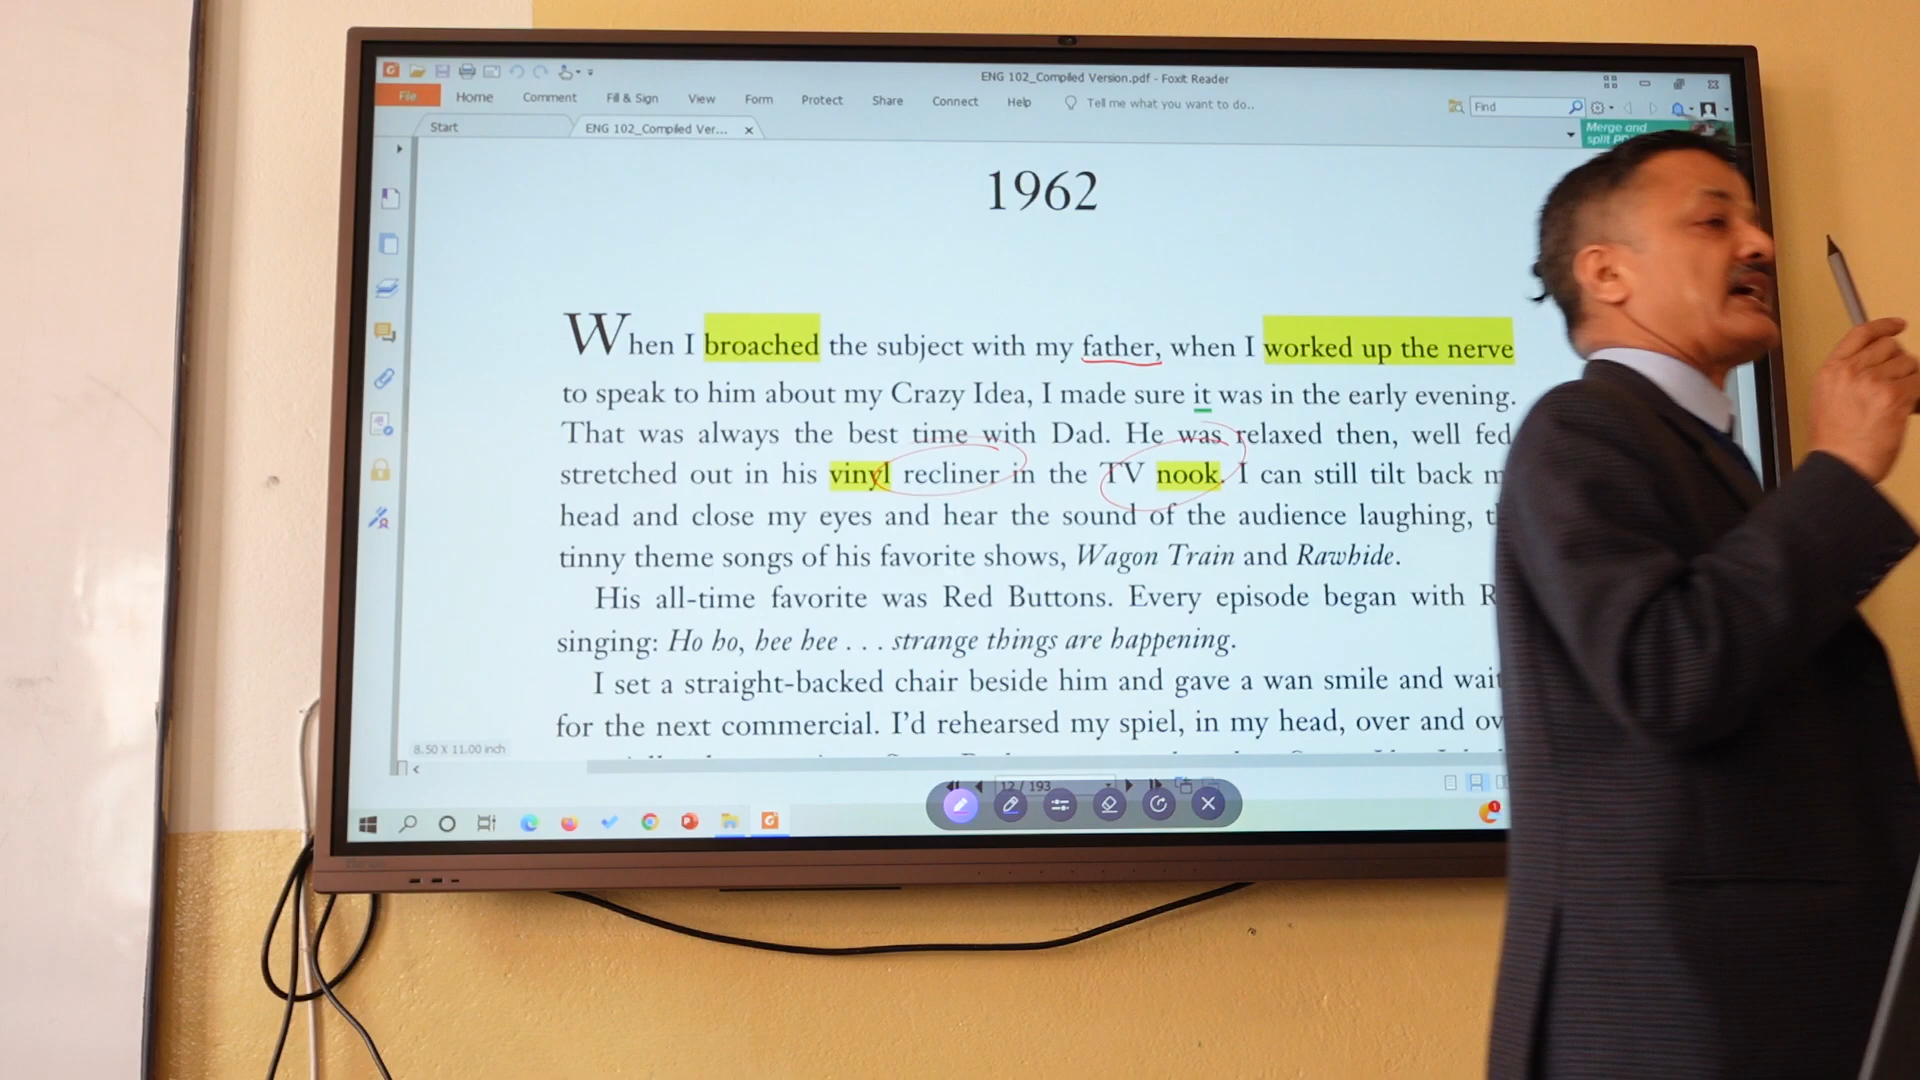 ENG 102_Compiled Version.pdf - Foxit Reader
File Home Comment Fill & Sign View Form Protect Share Connect Help Tell me what you want to do.. Find
Start ENG 102_Compiled Ver...
Merge and
split
1962
When I broached the subject with my father, when I worked up the nerve
to speak to him about my Crazy Idea, I made sure it was in the early evening.
That was always the best time with Dad. He was relaxed then, well fed
stretched out in his vinyl recliner in the TV nook. I can still tilt back
head and close my eyes and hear the sound of the audience laughing,
tinny theme songs of his favorite shows, Wagon Train and Rawhide.
His all-time favorite was Red Buttons. Every episode began with
singing: Ho ho, hee hee . . . strange things are happening.
I set a straight-backed chair beside him and gave a wan smile and
for the next commercial. I'd rehearsed my spiel, in my head, over and
8.50 X 11.00 inch
12 / 193
1